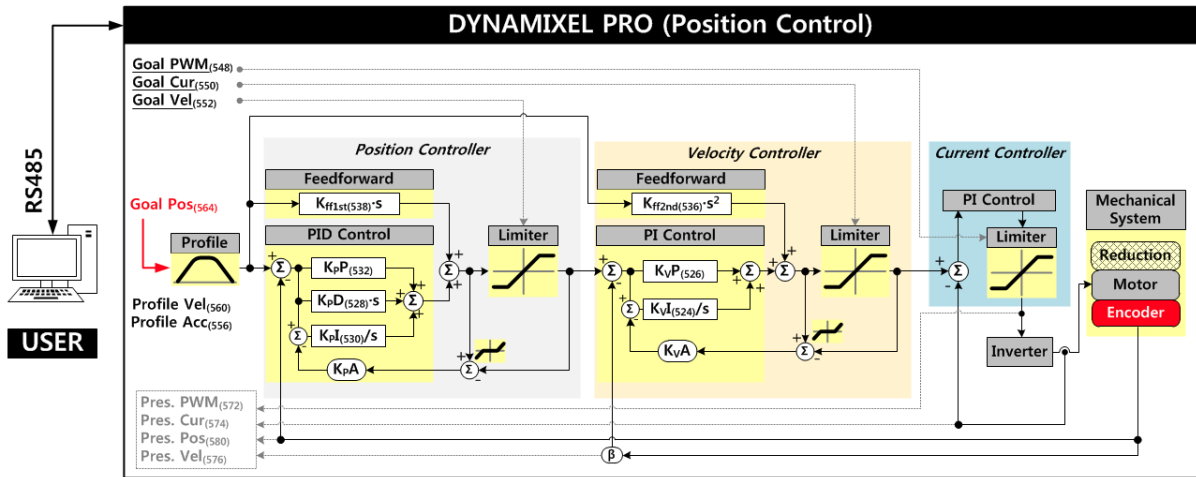 DYNAMIXEL PRO (Position Control)
RS485
USER
Goal PWM(548)
Goal Cur(550)
Goal Vel(552)
Goal Pos(564)
Profile
Profile Vel(560)
Profile Acc(556)
Position Controller
Feedforward
Kff1st(538)·s
PID Control
KPP(532)
KPD(528)·s
KPI(530)/s
KPA
Limiter
Velocity Controller
Feedforward
Kff2nd(536)·s²
PI Control
KVP(526)
KVI(524)/s
KVA
Limiter
Current Controller
PI Control
Limiter
Inverter
Mechanical
System
Reduction
Motor
Encoder
Σ
+
-
Σ
+
-
Σ
+
+
+
Σ
+
+
Σ
+
-
Σ
+
-
Σ
+
-
Σ
+
+
Σ
+
+
Σ
+
-
Σ
+
-
β
Pres. PWM(572)
Pres. Cur(574)
Pres. Pos(580)
Pres. Vel(576)